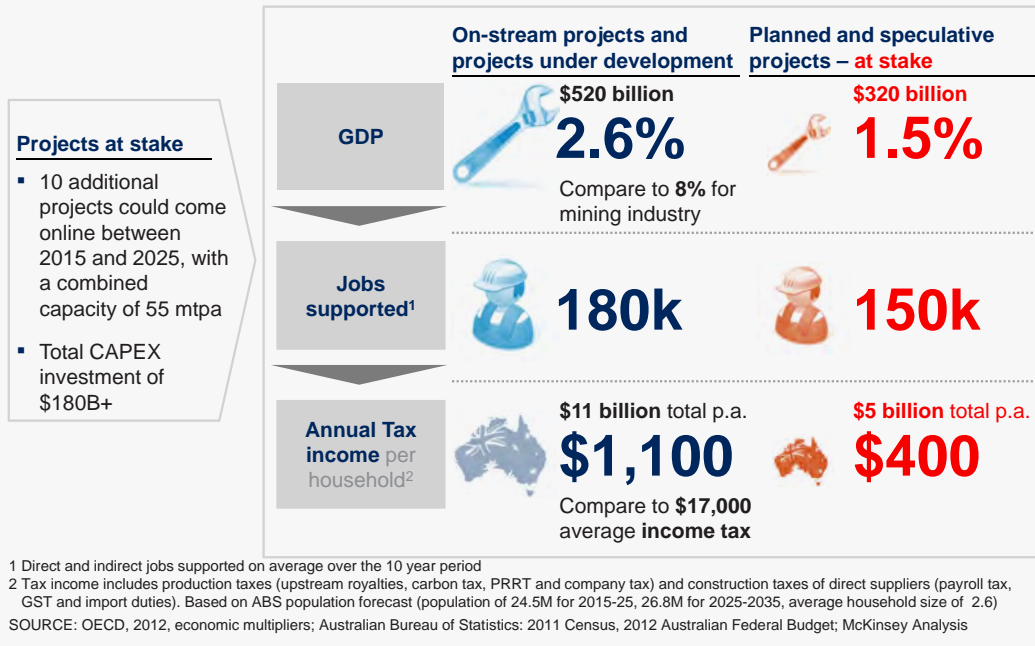 On-stream projects and
projects under development
Planned and speculative
projects – at stake
Projects at stake
▪ 10 additional
projects could come
online between
2015 and 2025, with
a combined
capacity of 55 mtpa
▪ Total CAPEX
investment of
$180B+
GDP
$520 billion
2.6%
Compare to 8% for
mining industry
$320 billion
1.5%
Jobs
supported1
180k
150k
Annual Tax
income per
household2
$11 billion total p.a.
$1,100
Compare to $17,000
average income tax
$5 billion total p.a.
$400
1 Direct and indirect jobs supported on average over the 10 year period
2 Tax income includes production taxes (upstream royalties, carbon tax, PRRT and company tax) and construction taxes of direct suppliers (payroll tax,
GST and import duties). Based on ABS population forecast (population of 24.5M for 2015-25, 26.8M for 2025-2035, average household size of 2.6)
SOURCE: OECD, 2012, economic multipliers; Australian Bureau of Statistics: 2011 Census, 2012 Australian Federal Budget; McKinsey Analysis